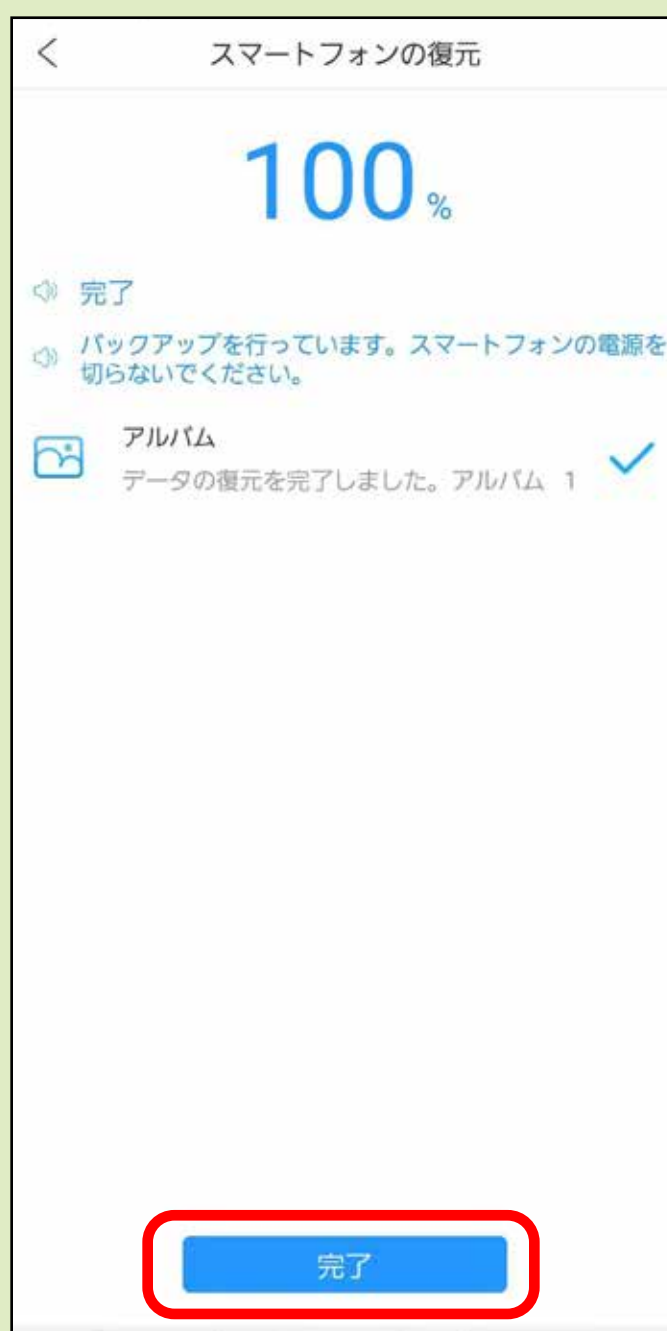 スマートフォンの復元
100%
完了
バックアップを行っています。スマートフォンの電源を
切らないでください。
アルバム
データの復元を完了しました。アルバム 1
完了